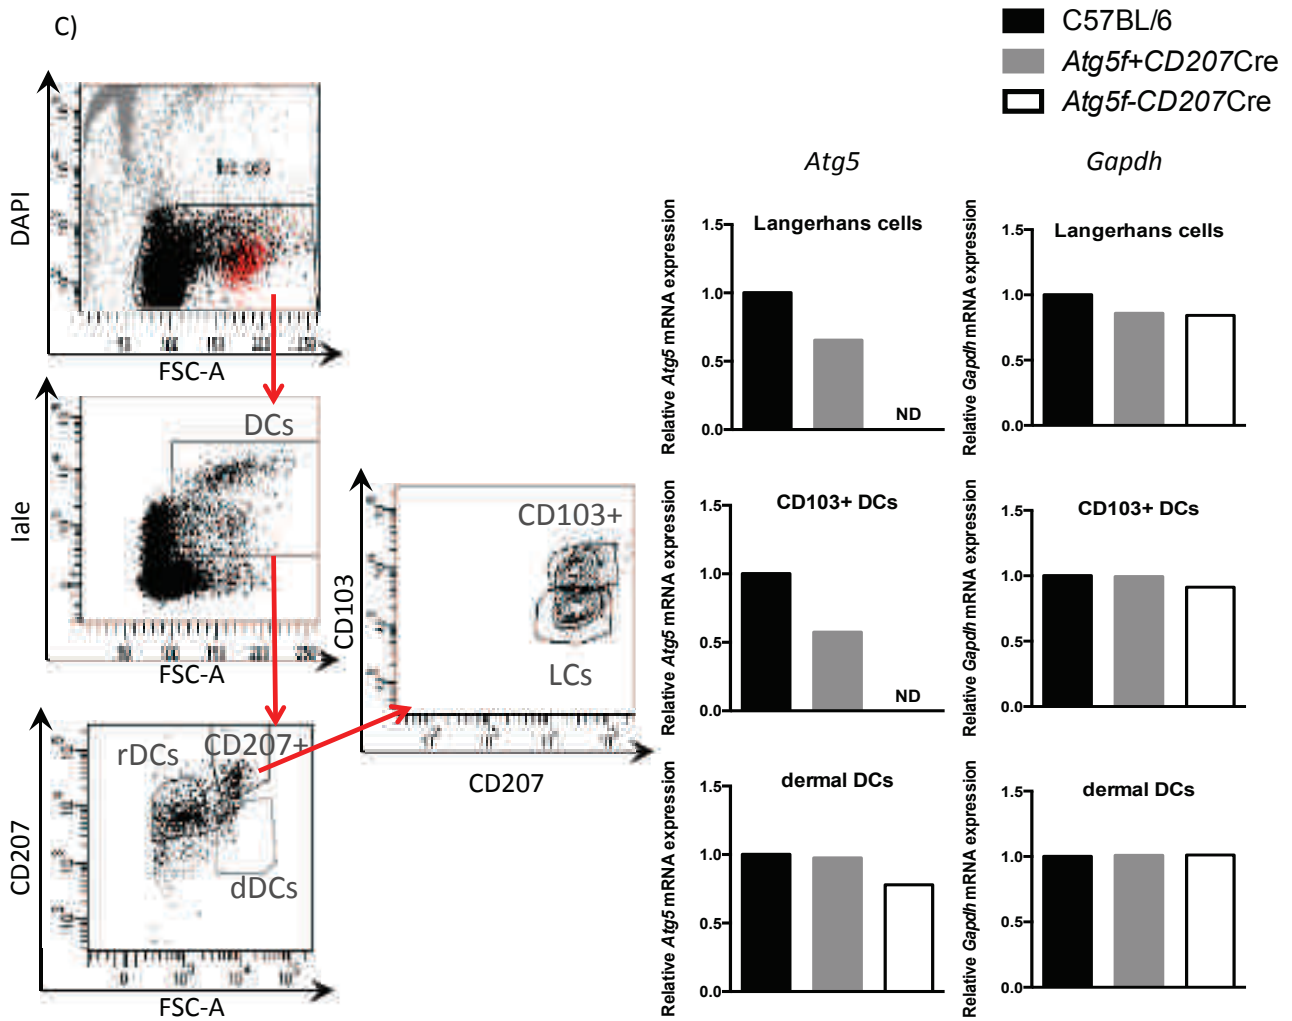 C)
C57BL/6
Atg5f+CD207Cre
Atg5f-CD207Cre
Atg5
Gapdh
DAPI
FSC-A
Iale
DCs
FSC-A
CD207
rDCs
CD207+
dDCs
FSC-A
CD103
CD103+
LCs
CD207
Relative Atg5 mRNA expression
Langerhans cells
1.5
1.0
0.5
0.0
ND
Relative Gapdh mRNA expression
Langerhans cells
1.5
1.0
0.5
0.0
Relative Atg5 mRNA expression
CD103+ DCs
1.5
1.0
0.5
0.0
ND
Relative Gapdh mRNA expression
CD103+ DCs
1.5
1.0
0.5
0.0
Relative Atg5 mRNA expression
dermal DCs
1.5
1.0
0.5
0.0
Relative Gapdh mRNA expression
dermal DCs
1.5
1.0
0.5
0.0